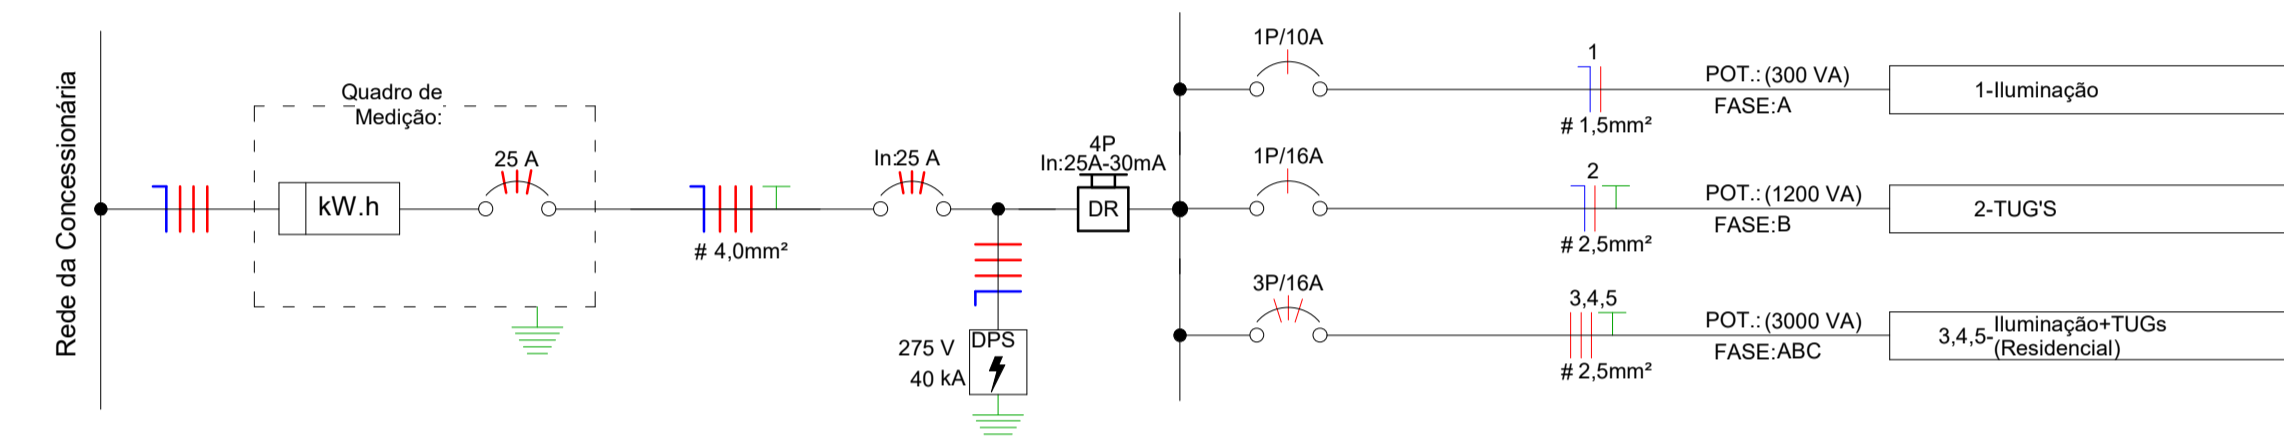 Rede da Concessionária
Quadro de
Medição:
kW.h
25 A
# 4,0mm²
In:25 A
275 V
40 kA
DPS
4P
In:25A-30mA
DR
1P/10A
1
# 1,5mm²
POT.: (300 VA)
FASE:A
1-Iluminação
1P/16A
2
# 2,5mm²
POT.: (1200 VA)
FASE:B
2-TUG'S
3P/16A
3,4,5
# 2,5mm²
POT.: (3000 VA)
FASE:ABC
3,4,5- Iluminação+TUGs
(Residencial)